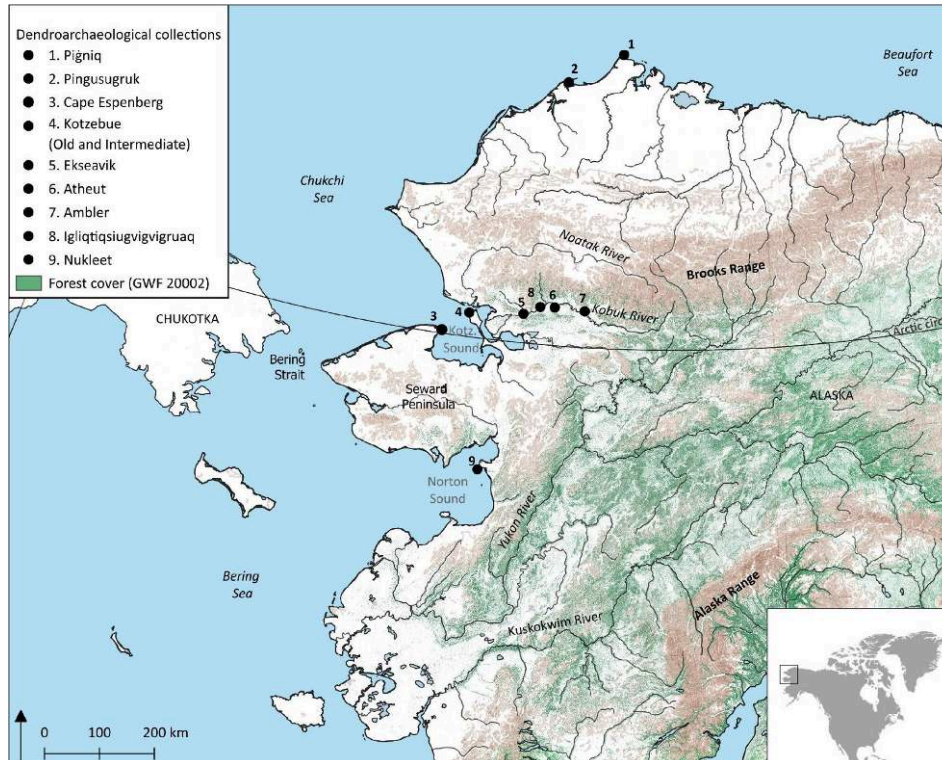 Dendroarchaeological collections
1. Piġniq
2. Pingusugruk
3. Cape Espenberg
4. Kotzebue
(Old and Intermediate)
5. Ekseavik
6. Atheut
7. Ambler
8. Igliqtiqsiugvigvigruaq
9. Nukleet
Forest cover (GWF 20002)
1
2
Beaufort
Sea
Chukchi
Sea
Noatak River
Brooks Range
8
6
7
5
4
3
Kobuk River
Kotz.
Sound
Arctic circ
CHUKOTKA
Bering
Strait
Seward
Peninsula
ALASKA
9
Norton
Sound
Yukon River
Bering
Sea
Alaska Range
Kuskokwim River
0 100 200 km